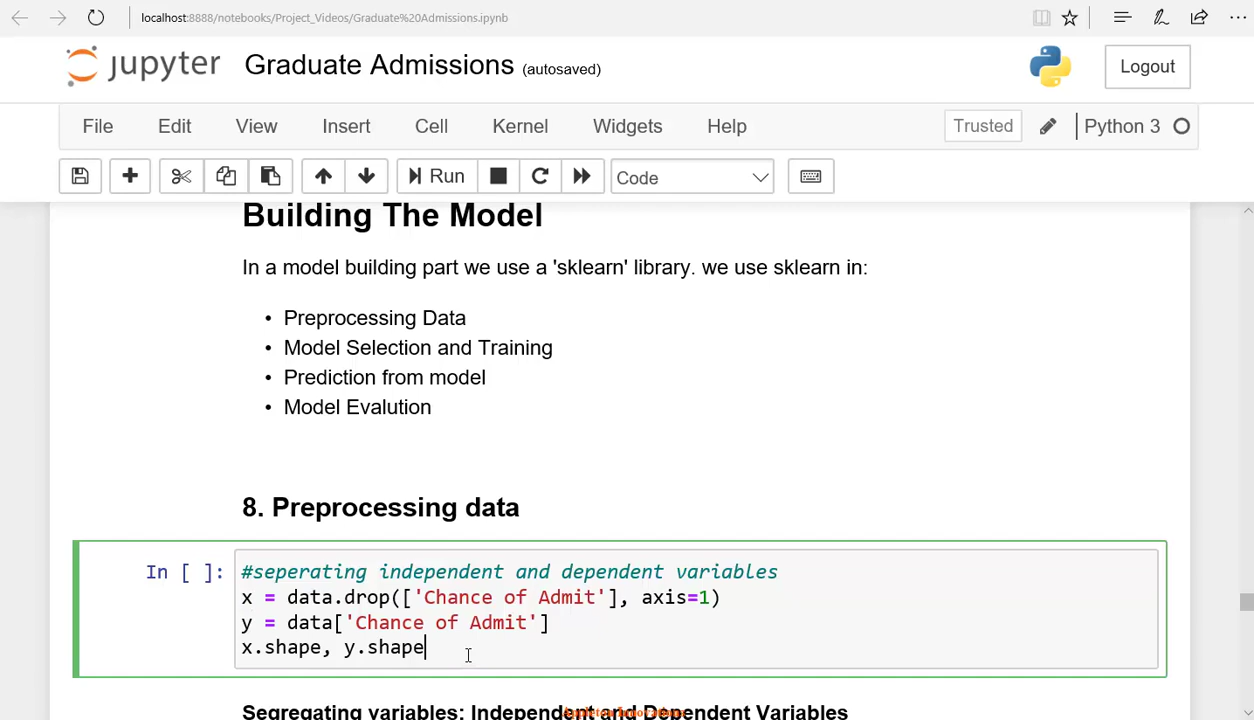 localhost:8888/notebooks/Project_Videos/Graduate%20Admissions.ipynb
jupyter Graduate Admissions (autosaved) Logout
File Edit View Insert Cell Kernel Widgets Help Trusted Python 3
Run Code
Building The Model
In a model building part we use a 'sklearn' library. we use sklearn in:
• Preprocessing Data
• Model Selection and Training
• Prediction from model
• Model Evalution
8. Preprocessing data
In [ ]: #seperating independent and dependent variables
x = data.drop(['Chance of Admit'], axis=1)
y = data['Chance of Admit']
x.shape, y.shape
Segregating variables: Independent and Dependent Variables